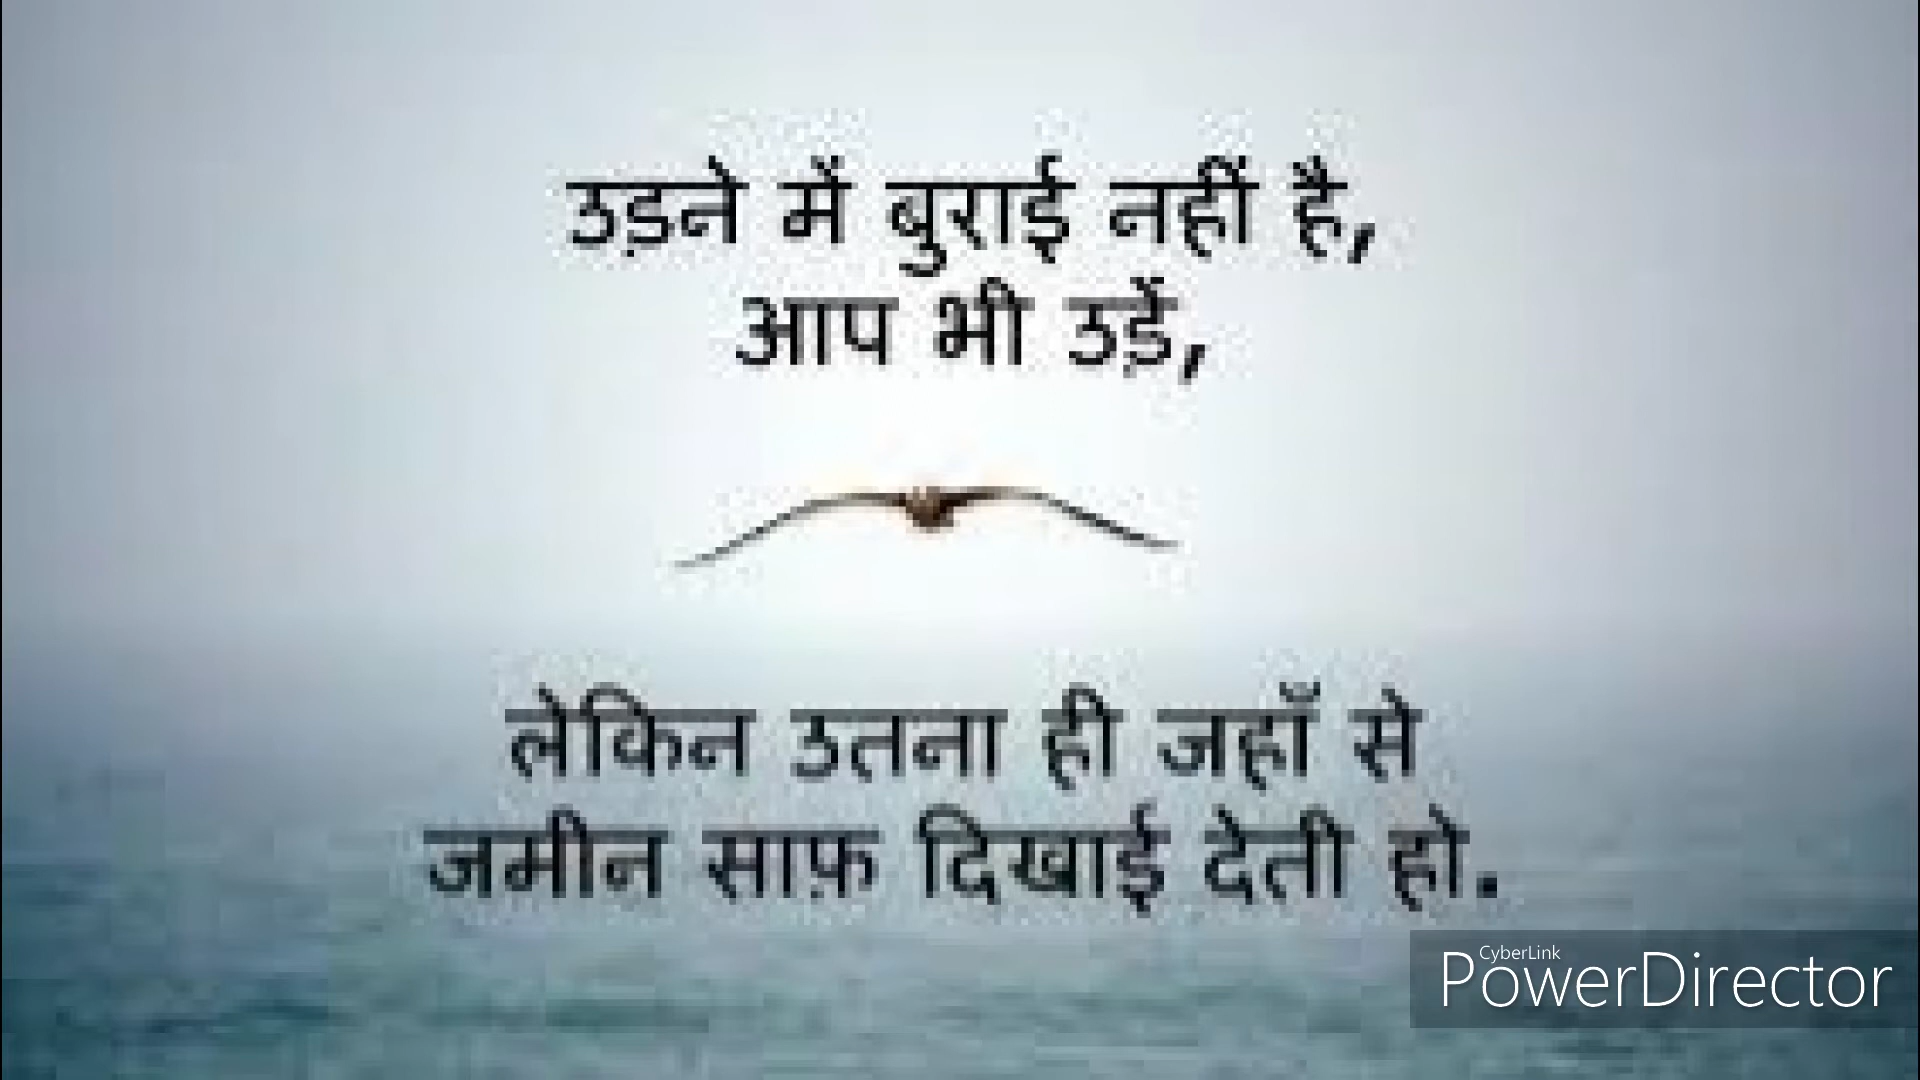 उड़ने में बुराई नहीं है,
आप भी उड़ें,
लेकिन उतना ही जहाँ से
जमीन साफ़ दिखाई देती हो.
CyberLink
PowerDirector